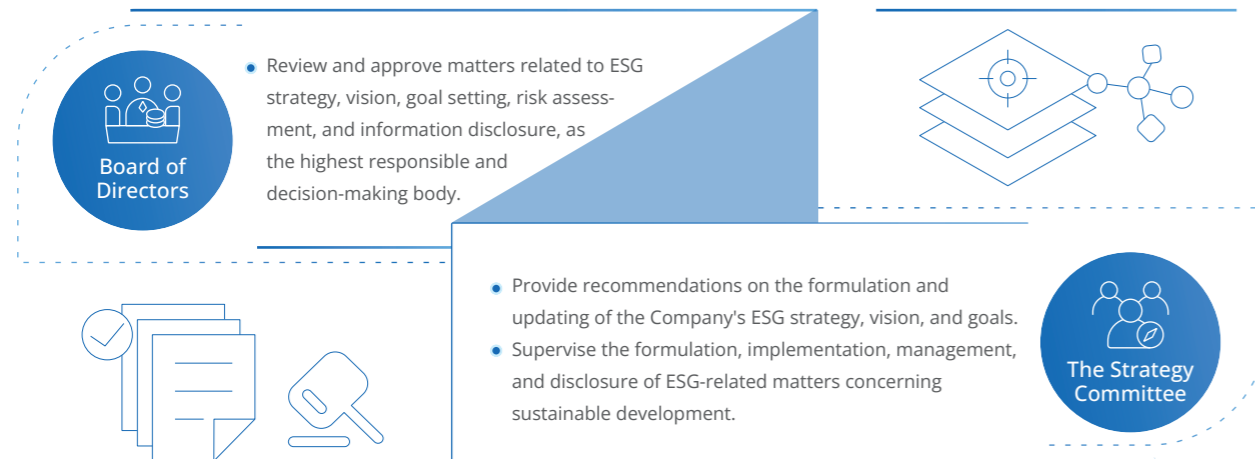 Board of
Directors
Review and approve matters related to ESG
strategy, vision, goal setting, risk assess-
ment, and information disclosure, as
the highest responsible and
decision-making body.
Provide recommendations on the formulation and
updating of the Company's ESG strategy, vision, and goals.
Supervise the formulation, implementation, management,
and disclosure of ESG-related matters concerning
sustainable development.
The Strategy
Committee